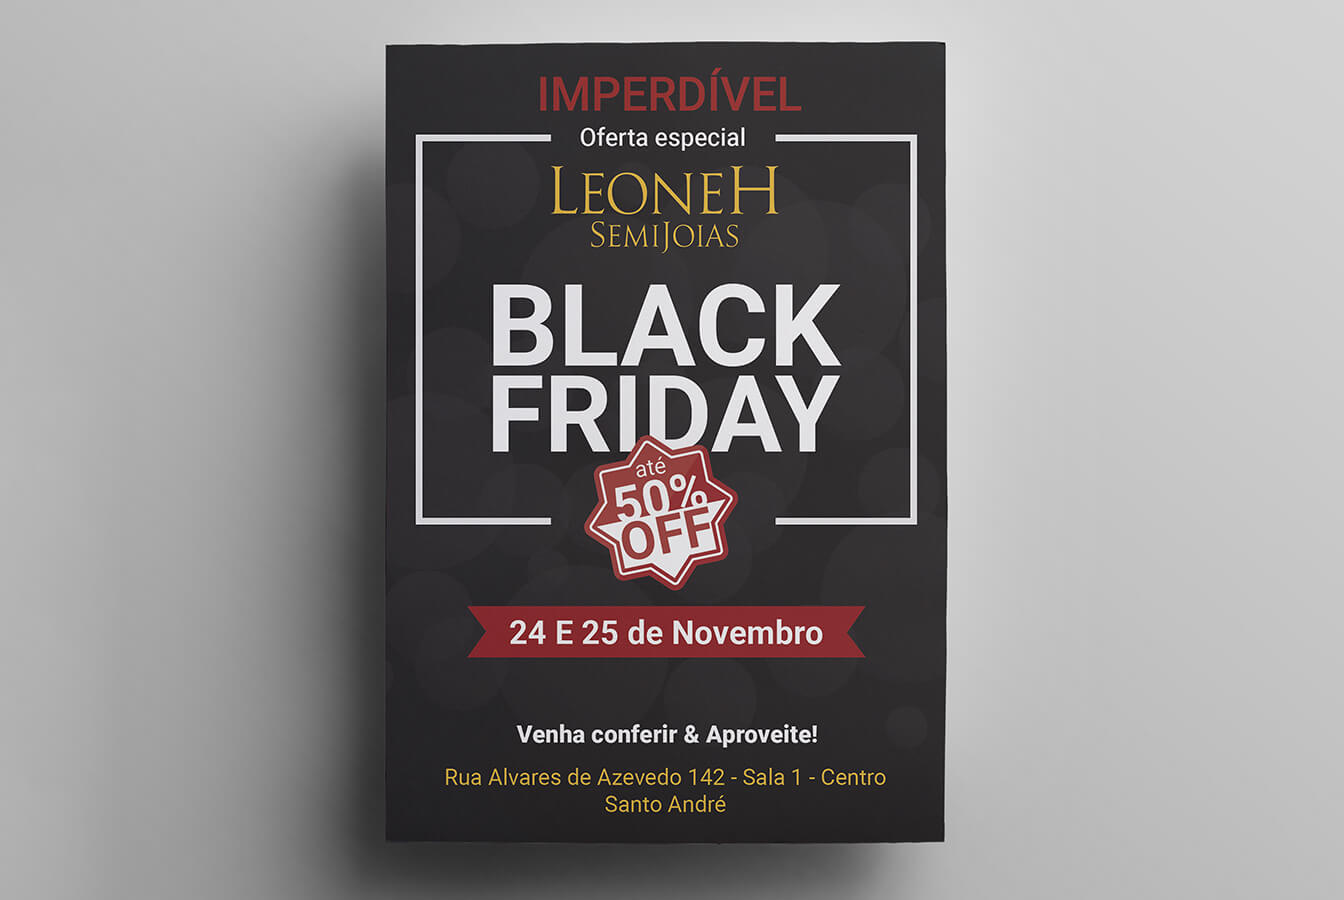 IMPERDÍVEL
Oferta especial
LEONEH
SEMIJOIAS
BLACK
FRIDAY
até
50%
OFF
24 E 25 de Novembro
Venha conferir & Aproveite!
Rua Alvares de Azevedo 142 - Sala 1 - Centro
Santo André